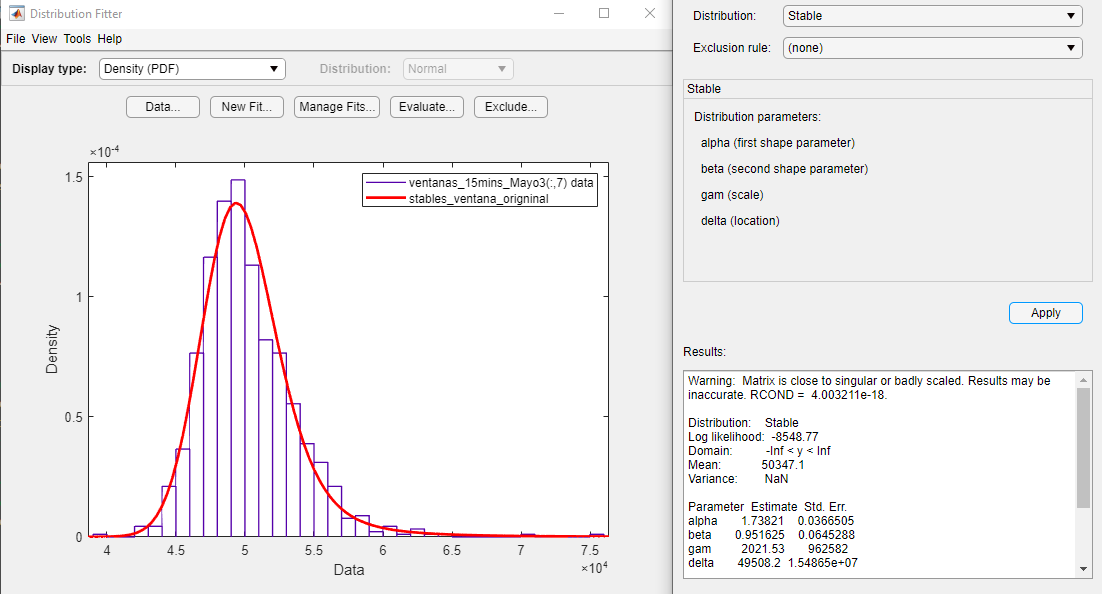 Distribution Fitter
File View Tools Help
Display type: Density (PDF) Distribution: Normal
Data... New Fit... Manage Fits... Evaluate... Exclude...
×10⁻⁴
1.5
1
0.5
0
Density
ventanas_15mins_Mayo3(:,7) data
stables_ventana_origninal
4 4.5 5 5.5 6 6.5 7 7.5
×10⁴
Data
Distribution: Stable
Exclusion rule: (none)
Stable
Distribution parameters:
alpha (first shape parameter)
beta (second shape parameter)
gam (scale)
delta (location)
Apply
Results:
Warning: Matrix is close to singular or badly scaled. Results may be
inaccurate. RCOND = 4.003211e-18.
Distribution: Stable
Log likelihood: -8548.77
Domain: -Inf < y < Inf
Mean: 50347.1
Variance: NaN
Parameter Estimate Std. Err.
alpha 1.73821 0.0366505
beta 0.951625 0.0645288
gam 2021.53 962582
delta 49508.2 1.54865e+07